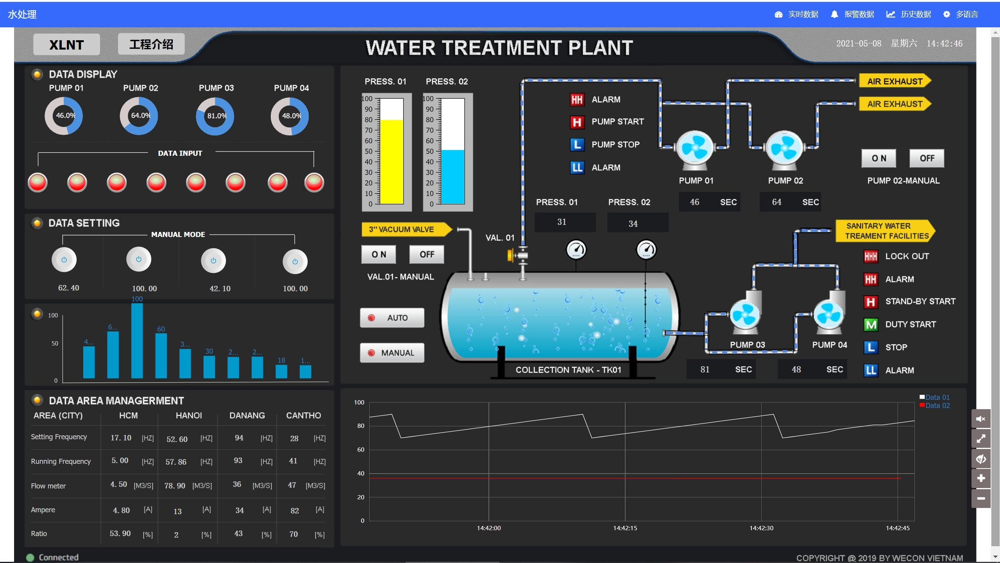 水处理
实时数据 报警数据 历史数据 多语言
XLNT 工程介绍
WATER TREATMENT PLANT
2021-05-08 星期六 14:42:46
DATA DISPLAY
PUMP 01 PUMP 02 PUMP 03 PUMP 04
46.0% 64.0% 81.0% 48.0%
DATA INPUT
DATA SETTING
MANUAL MODE
62.40 100.00 42.10 100.00
100
50
0
4... 6... 100 60 3... 30 2... 2... 18 1...
DATA AREA MANAGERMENT
AREA (CITY) HCM HANOI DANANG CANTHO
Setting Frequency 17.10 [HZ] 52.60 [HZ] 94 [HZ] 28 [HZ]
Running Frequency 5.00 [HZ] 57.86 [HZ] 93 [HZ] 41 [HZ]
Flow meter 4.50 [M3/S] 78.90 [M3/S] 36 [M3/S] 47 [M3/S]
Ampere 4.80 [A] 13 [A] 34 [A] 82 [A]
Ratio 53.90 [%] 2 [%] 43 [%] 70 [%]
Connected
PRESS. 01 PRESS. 02
100 100
90 90
80 80
70 70
60 60
50 50
40 40
30 30
20 20
10 10
0 0
3" VACUUM VALVE
O N OFF
VAL.01- MANUAL
AUTO
MANUAL
VAL. 01
HH ALARM
H PUMP START
L PUMP STOP
LL ALARM
PRESS. 01 PRESS. 02
31 34
COLLECTION TANK - TK01
AIR EXHAUST
AIR EXHAUST
PUMP 01 PUMP 02
46 SEC 64 SEC
O N OFF
PUMP 02-MANUAL
SANITARY WATER
TREAMENT FACILITIES
HHH LOCK OUT
HH ALARM
H STAND-BY START
M DUTY START
L STOP
LL ALARM
PUMP 03 PUMP 04
81 SEC 48 SEC
Data 01
Data 02
100
80
60
40
20
0
14:42:00 14:42:15 14:42:30 14:42:45
COPYRIGHT @ 2019 BY WECON VIETNAM